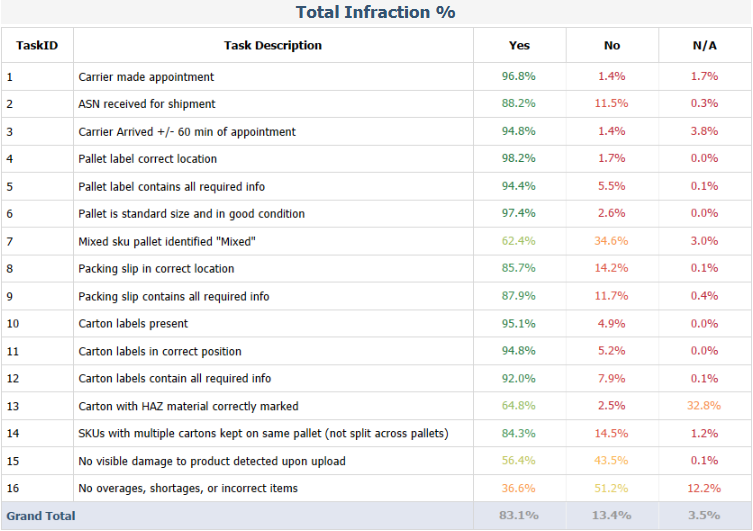 Total Infraction %
TaskID Task Description Yes No N/A
1 Carrier made appointment 96.8% 1.4% 1.7%
2 ASN received for shipment 88.2% 11.5% 0.3%
3 Carrier Arrived +/- 60 min of appointment 94.8% 1.4% 3.8%
4 Pallet label correct location 98.2% 1.7% 0.0%
5 Pallet label contains all required info 94.4% 5.5% 0.1%
6 Pallet is standard size and in good condition 97.4% 2.6% 0.0%
7 Mixed sku pallet identified "Mixed" 62.4% 34.6% 3.0%
8 Packing slip in correct location 85.7% 14.2% 0.1%
9 Packing slip contains all required info 87.9% 11.7% 0.4%
10 Carton labels present 95.1% 4.9% 0.0%
11 Carton labels in correct position 94.8% 5.2% 0.0%
12 Carton labels contain all required info 92.0% 7.9% 0.1%
13 Carton with HAZ material correctly marked 64.8% 2.5% 32.8%
14 SKUs with multiple cartons kept on same pallet (not split across pallets) 84.3% 14.5% 1.2%
15 No visible damage to product detected upon upload 56.4% 43.5% 0.1%
16 No overages, shortages, or incorrect items 36.6% 51.2% 12.2%
Grand Total 83.1% 13.4% 3.5%